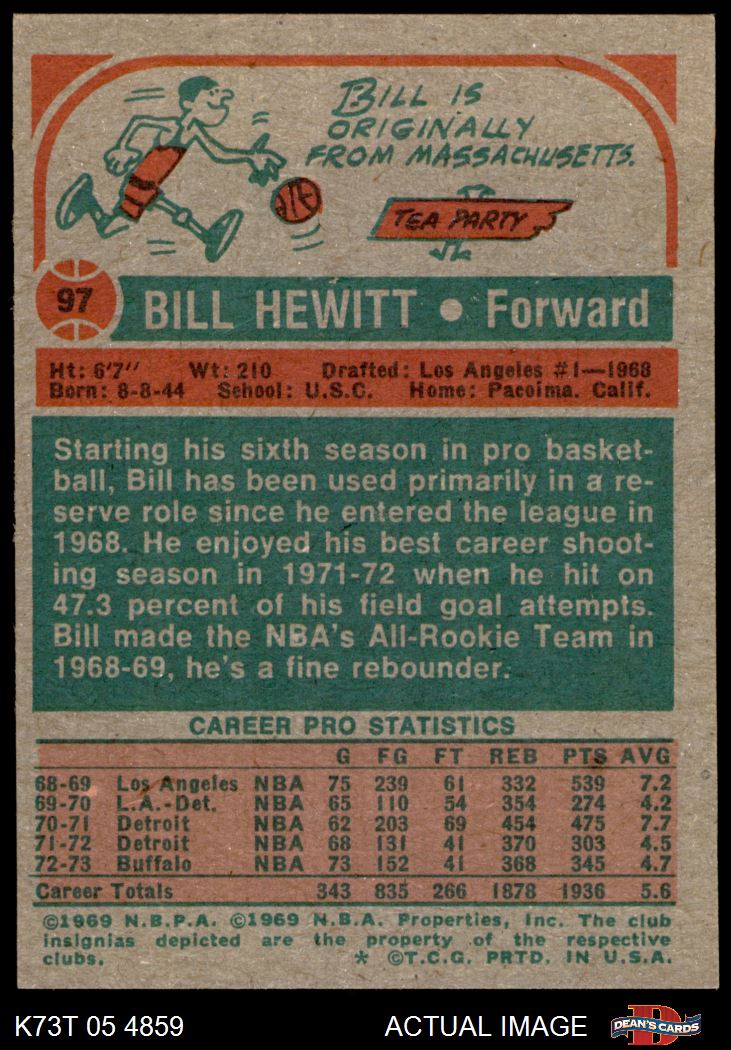 BILL IS
ORIGINALLY
FROM MASSACHUSETTS.
TEA PARTY
97
BILL HEWITT • Forward
Ht: 6'7" Wt: 210 Drafted: Los Angeles #1—1968
Born: 8-8-44 School: U.S.C. Home: Pacoima, Calif.
Starting his sixth season in pro basket-
ball, Bill has been used primarily in a re-
serve role since he entered the league in
1968. He enjoyed his best career shoot-
ing season in 1971-72 when he hit on
47.3 percent of his field goal attempts.
Bill made the NBA's All-Rookie Team in
1968-69, he's a fine rebounder.
CAREER PRO STATISTICS
G FG FT REB PTS AVG
68-69 Los Angeles NBA 75 239 61 332 539 7.2
69-70 L.A.-Det. NBA 65 110 54 354 274 4.2
70-71 Detroit NBA 62 203 69 454 475 7.7
71-72 Detroit NBA 68 131 41 370 303 4.5
72-73 Buffalo NBA 73 152 41 368 345 4.7
Career Totals 343 835 266 1878 1936 5.6
©1969 N.B.P.A. ©1969 N.B.A. Properties, Inc. The club
insignias depicted are the property of the respective
clubs. * ©T.C.G. PRTD. IN U.S.A.
K73T 05 4859 ACTUAL IMAGE DEAN'S CARDS